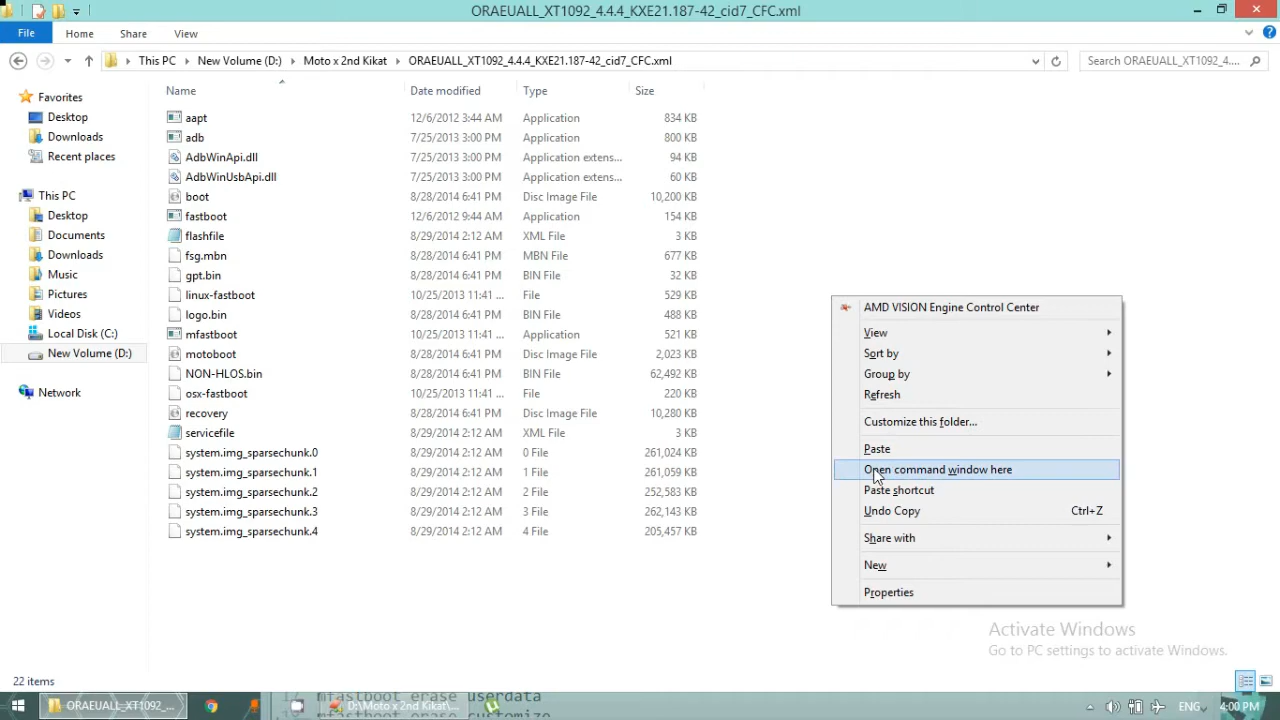 ORAEUALL_XT1092_4.4.4_KXE21.187-42_cid7_CFC.xml
File Home Share View
This PC New Volume (D:) Moto x 2nd Kikat ORAEUALL_XT1092_4.4.4_KXE21.187-42_cid7_CFC.xml Search ORAEUALL_XT1092_4....
Name Date modified Type Size
Favorites
Desktop
Downloads
Recent places
This PC
Desktop
Documents
Downloads
Music
Pictures
Videos
Local Disk (C:)
New Volume (D:)
Network
aapt 12/6/2012 3:44 AM Application 834 KB
adb 7/25/2013 3:00 PM Application 800 KB
AdbWinApi.dll 7/25/2013 3:00 PM Application extens... 94 KB
AdbWinUsbApi.dll 7/25/2013 3:00 PM Application extens... 60 KB
boot 8/28/2014 6:41 PM Disc Image File 10,200 KB
fastboot 12/6/2012 9:44 AM Application 154 KB
flashfile 8/29/2014 2:12 AM XML File 3 KB
fsg.mbn 8/28/2014 6:41 PM MBN File 677 KB
gpt.bin 8/28/2014 6:41 PM BIN File 32 KB
linux-fastboot 10/25/2013 11:41 ... File 529 KB
logo.bin 8/28/2014 6:41 PM BIN File 488 KB
mfastboot 10/25/2013 11:41 ... Application 521 KB
motoboot 8/28/2014 6:41 PM Disc Image File 2,023 KB
NON-HLOS.bin 8/28/2014 6:41 PM BIN File 62,492 KB
osx-fastboot 10/25/2013 11:41 ... File 220 KB
recovery 8/28/2014 6:41 PM Disc Image File 10,280 KB
servicefile 8/29/2014 2:12 AM XML File 3 KB
system.img_sparsechunk.0 8/29/2014 2:12 AM 0 File 261,024 KB
system.img_sparsechunk.1 8/29/2014 2:12 AM 1 File 261,059 KB
system.img_sparsechunk.2 8/29/2014 2:12 AM 2 File 252,583 KB
system.img_sparsechunk.3 8/29/2014 2:12 AM 3 File 262,143 KB
system.img_sparsechunk.4 8/29/2014 2:12 AM 4 File 205,457 KB
AMD VISION Engine Control Center
View
Sort by
Group by
Refresh
Customize this folder...
Paste
Open command window here
Paste shortcut
Undo Copy Ctrl+Z
Share with
New
Properties
Activate Windows
Go to PC settings to activate Windows.
22 items
ORAEUALL_XT1092_... D:\Moto x 2nd Kikat\... ENG 4:00 PM
mfastboot erase userdata
mfastboot erase customize